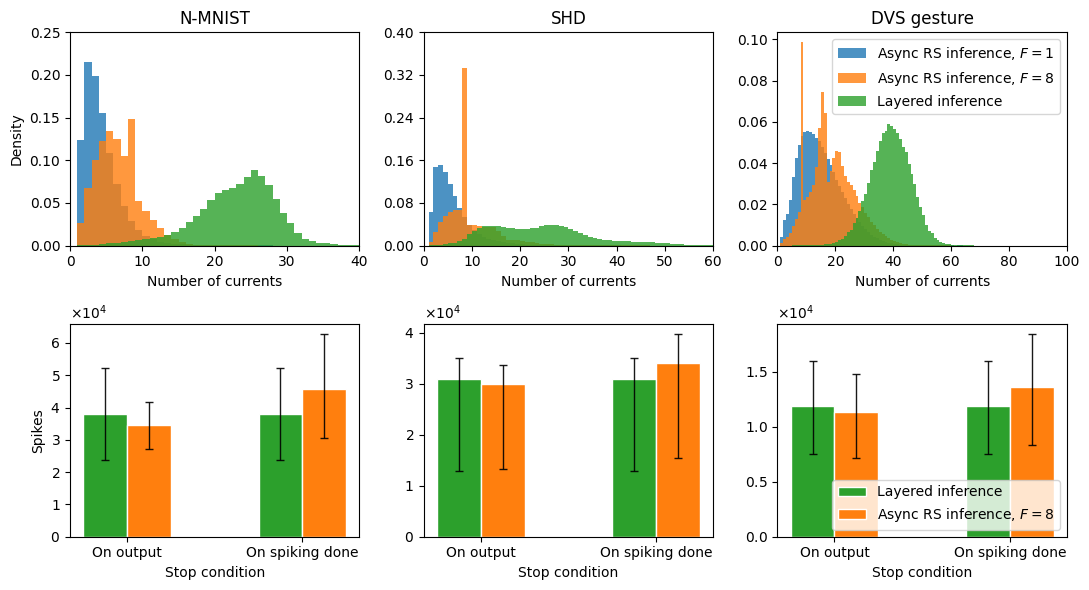 N-MNIST
SHD
DVS gesture
0.25
0.20
0.15
0.10
0.05
0.00
Density
0
10
20
30
40
Number of currents
0.40
0.32
0.24
0.16
0.08
0.00
0
10
20
30
40
50
60
Number of currents
0.10
0.08
0.06
0.04
0.02
0.00
0
20
40
60
80
100
Number of currents
Async RS inference, F = 1
Async RS inference, F = 8
Layered inference
×10⁴
6
5
4
3
2
1
0
Spikes
On output
On spiking done
Stop condition
×10⁴
4
3
2
1
0
On output
On spiking done
Stop condition
×10⁴
1.5
1.0
0.5
0.0
On output
On spiking done
Stop condition
Layered inference
Async RS inference, F = 8